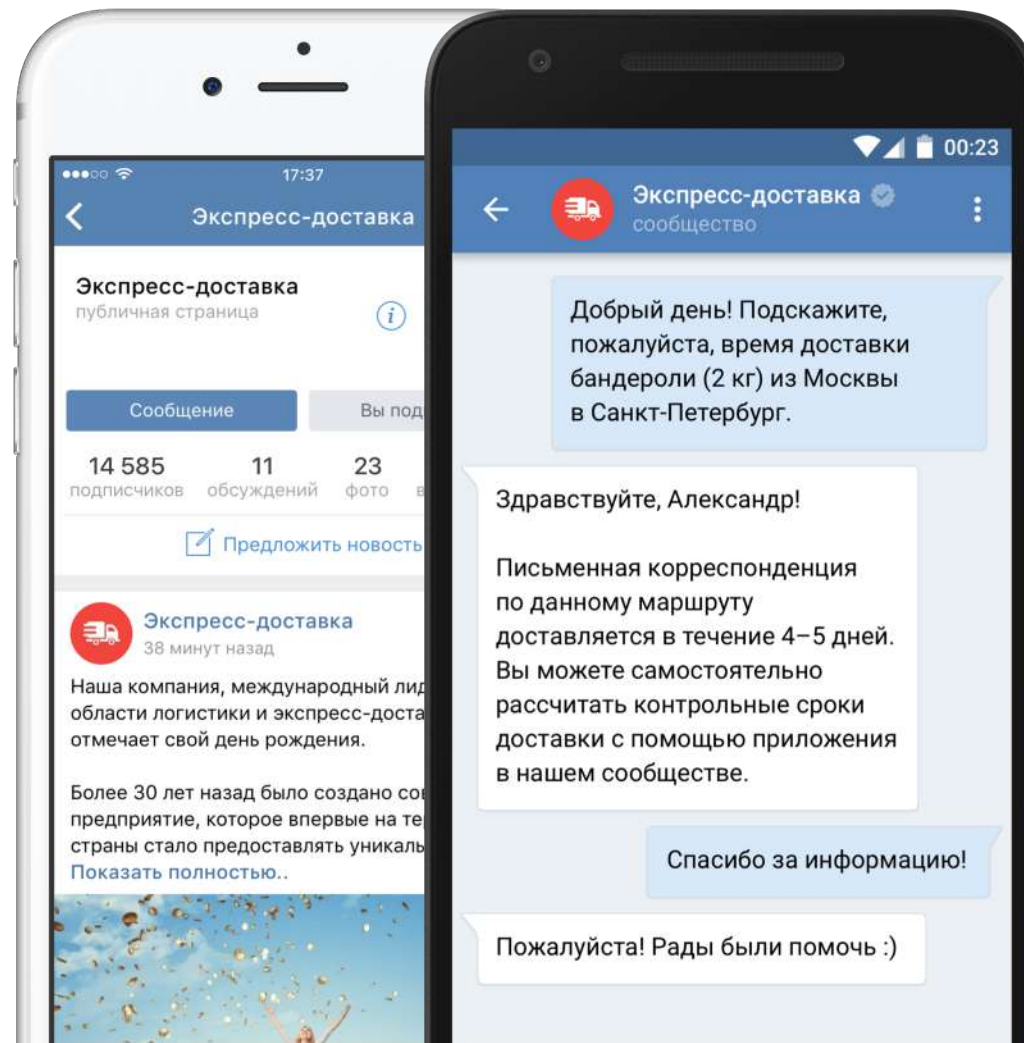 17:37
Экспресс-доставка
Экспресс-доставка
публичная страница
Сообщение
Вы под
14 585
11
23
подписчиков
обсуждений
фото
в
Предложить новость
Экспресс-доставка
38 минут назад
Наша компания, международный лид
области логистики и экспресс-доста
отмечает свой день рождения.
Более 30 лет назад было создано сов
предприятие, которое впервые на те
страны стало предоставлять уникаль
Показать полностью..
00:23
Экспресс-доставка
сообщество
Добрый день! Подскажите,
пожалуйста, время доставки
бандероли (2 кг) из Москвы
в Санкт-Петербург.
Здравствуйте, Александр!
Письменная корреспонденция
по данному маршруту
доставляется в течение 4–5 дней.
Вы можете самостоятельно
рассчитать контрольные сроки
доставки с помощью приложения
в нашем сообществе.
Спасибо за информацию!
Пожалуйста! Рады были помочь :)